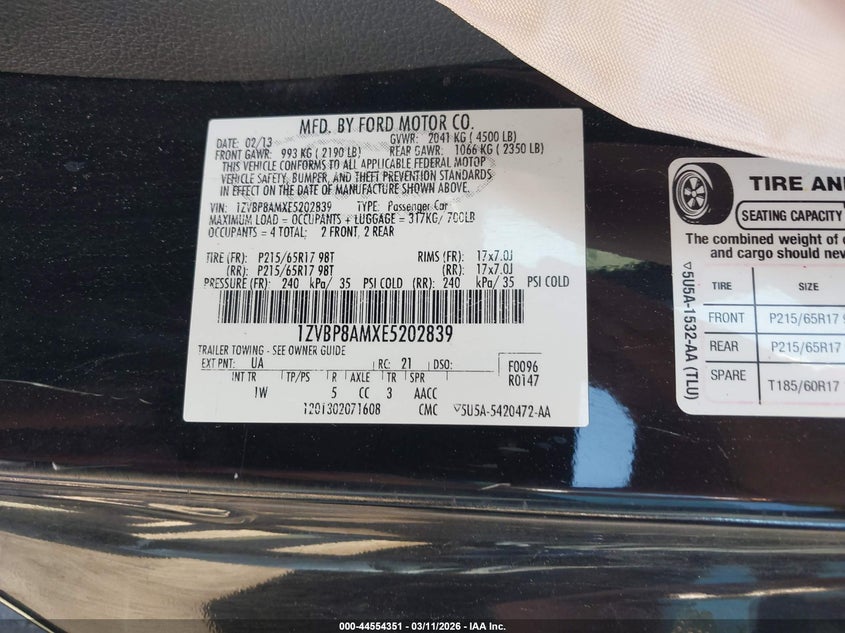 MFD. BY FORD MOTOR CO.
DATE: 02/13 GVWR: 2041 KG ( 4500 LB)
FRONT GAWR: 993 KG ( 2190 LB) REAR GAWR: 1066 KG ( 2350 LB)
THIS VEHICLE CONFORMS TO ALL APPLICABLE FEDERAL MOTOR
VEHICLE SAFETY, BUMPER, AND THEFT PREVENTION STANDARDS
IN EFFECT ON THE DATE OF MANUFACTURE SHOWN ABOVE.
VIN: 1ZVBP8AMXE5202839 TYPE: Passenger Car
MAXIMUM LOAD = OCCUPANTS + LUGGAGE = 317KG/ 700LB
OCCUPANTS = 4 TOTAL: 2 FRONT, 2 REAR
TIRE (FR): P215/65R17 98T RIMS (FR): 17x7.0J
(RR): P215/65R17 98T (RR): 17x7.0J
PRESSURE (FR): 240 kPa/ 35 PSI COLD (RR): 240 kPa/ 35 PSI COLD
1ZVBP8AMXE5202839
TRAILER TOWING - SEE OWNER GUIDE
EXT PNT: UA RC: 21 DSO: F0096
R0147
INT TR TP/PS R AXLE TR SPR
1W 5 CC 3 AACC
1201302071608 CMC ▽5U5A-5420472-AA
TIRE AN
SEATING CAPACITY
The combined weight of
and cargo should nev
TIRE SIZE
FRONT P215/65R17 9
REAR P215/65R17
SPARE T185/60R17
▽5U5A-1532-AA (TLU)
000-44554351 - 03/11/2026 - IAA Inc.